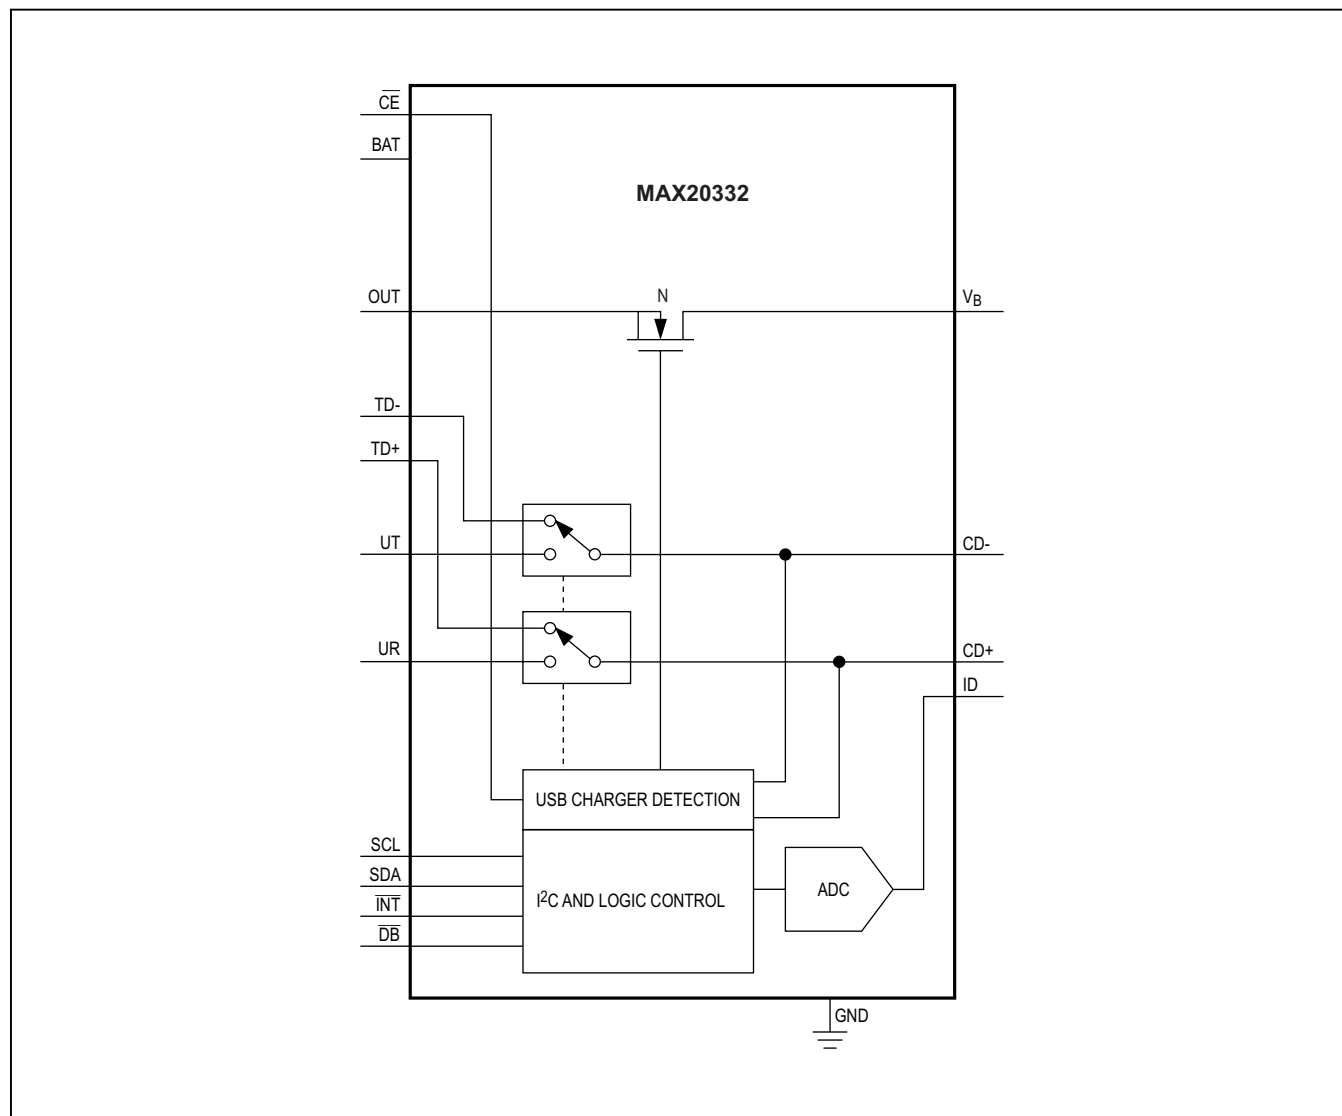 CE
BAT
MAX20332
OUT
N
VB
TD-
TD+
UT
CD-
UR
CD+
ID
USB CHARGER DETECTION
SCL
SDA
I2C AND LOGIC CONTROL
ADC
INT
DB
GND